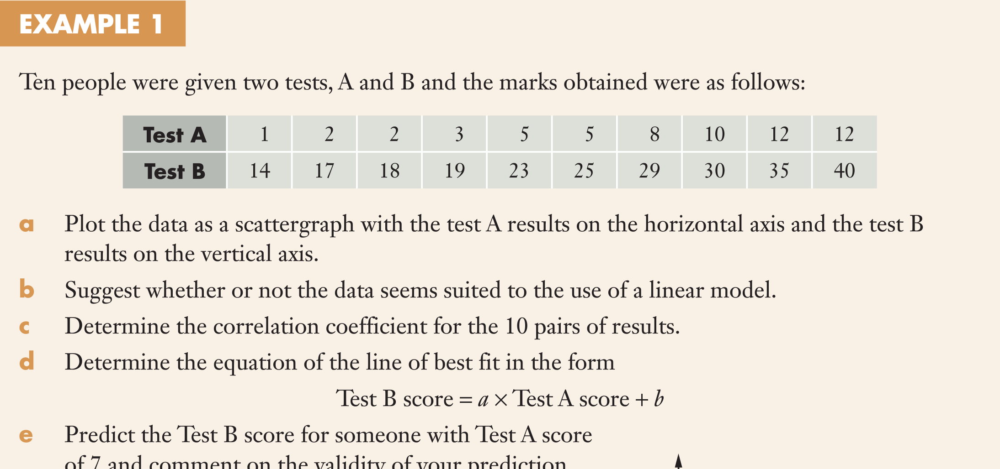 EXAMPLE 1
Ten people were given two tests, A and B and the marks obtained were as follows:
Test A 1 2 2 3 5 5 8 10 12 12
Test B 14 17 18 19 23 25 29 30 35 40
a Plot the data as a scattergraph with the test A results on the horizontal axis and the test B
results on the vertical axis.
b Suggest whether or not the data seems suited to the use of a linear model.
c Determine the correlation coefficient for the 10 pairs of results.
d Determine the equation of the line of best fit in the form
Test B score = a × Test A score + b
e Predict the Test B score for someone with Test A score
of 7 and comment on the validity of your prediction